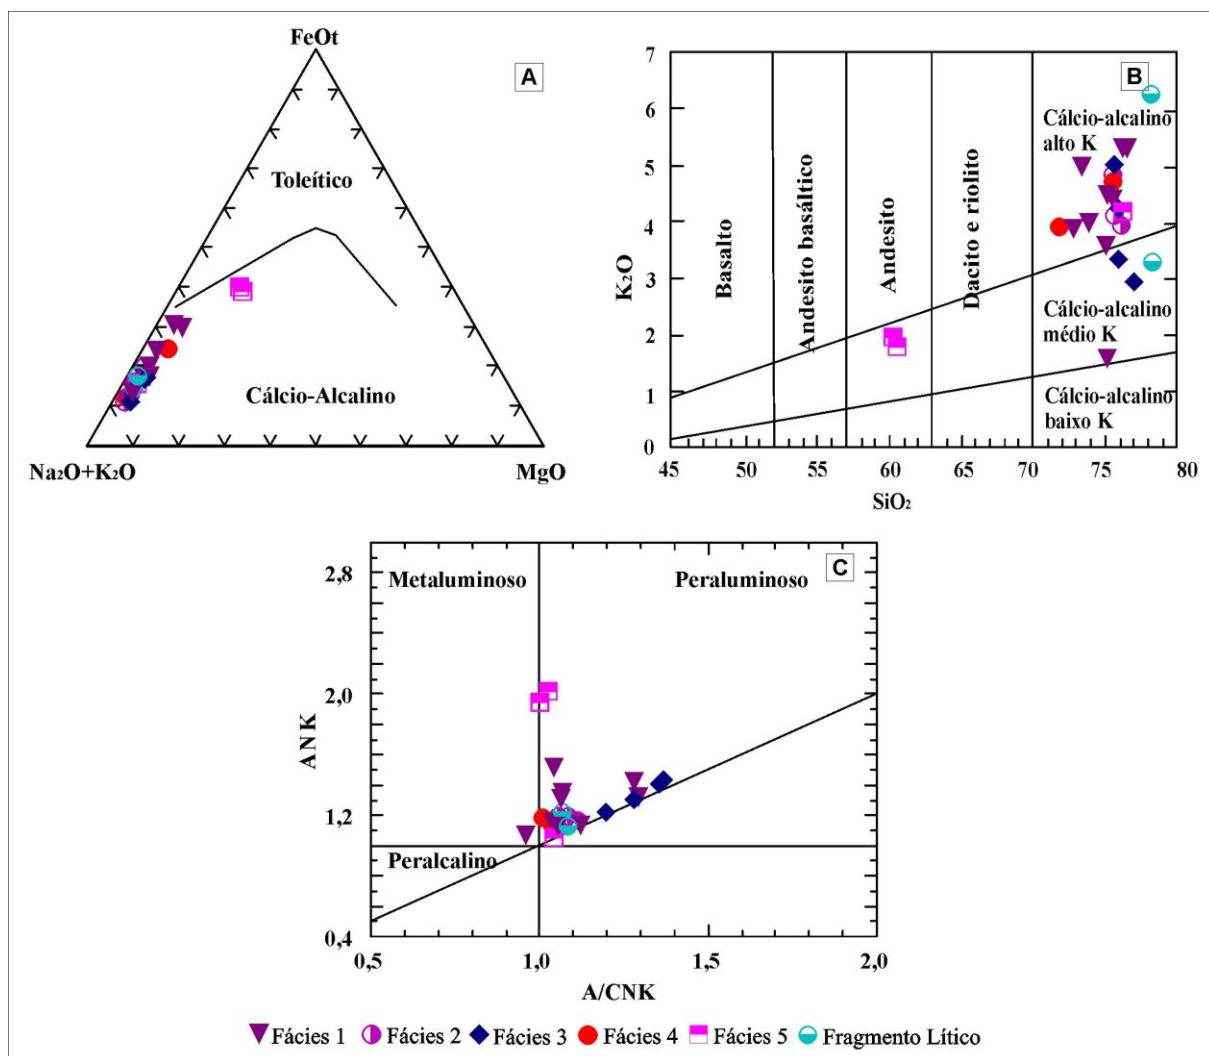 FeOt
A
Toleítico
Cálcio-Alcalino
Na₂O+K₂O
MgO
7
6
5
4
3
2
1
0
K₂O
B
Basalto
Andesito basáltico
Andesito
Dacito e riolito
Cálcio-alcalino
alto K
Cálcio-alcalino
médio K
Cálcio-alcalino
baixo K
45 50 55 60 65 70 75 80
SiO₂
2,8
2,0
1,2
0,4
ANK
C
Metaluminoso
Peraluminoso
Peralcalino
0,5 1,0 1,5 2,0
A/CNK
Fácies 1 Fácies 2 Fácies 3 Fácies 4 Fácies 5 Fragmento Lítico